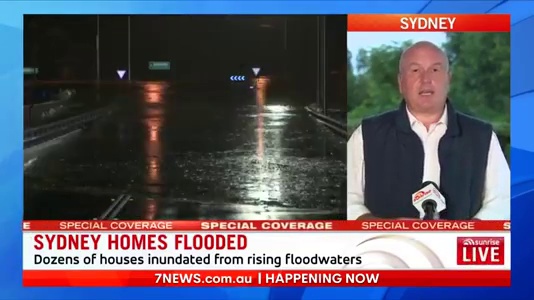 SYDNEY
SPECIAL COVERAGE SPECIAL COVERAGE SPECIAL COVERAGE
SYDNEY HOMES FLOODED
Dozens of houses inundated from rising floodwaters
sunrise
LIVE
7NEWS.com.au | HAPPENING NOW